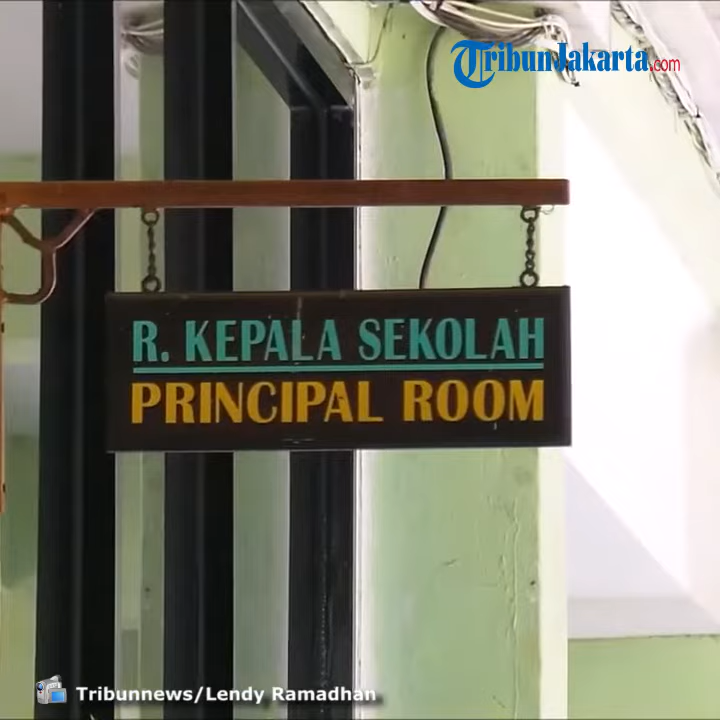 TribunJakarta.com
R. KEPALA SEKOLAH
PRINCIPAL ROOM
Tribunnews/Lendy Ramadhan